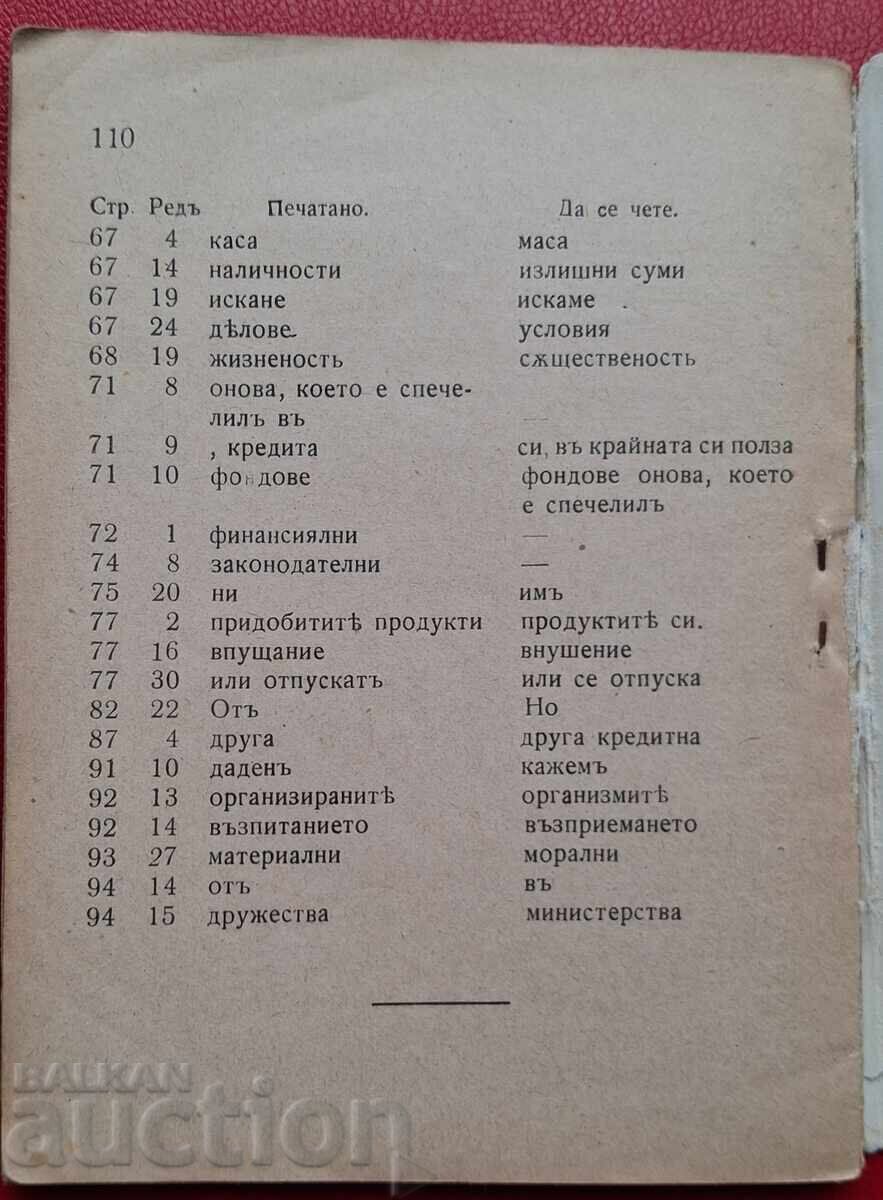 110
Стр. Редъ Печатано. Да се чете.
67 4 каса маса
67 14 наличности излишни суми
67 19 искане искаме .
67 24 дѣлове условия
68 19 жизненость сѫщественость
71 8 онова, което е спече-
лилъ въ —
71 9 , кредита си, въ крайната си полза
71 10 фондове фондове онова, което
е спечелилъ
72 1 финансиялни —
74 8 законодателни —
75 20 ни имъ
77 2 придобититѣ продукти продуктитѣ си.
77 16 впущание внушение
77 30 или отпускатъ или се отпуска
82 22 Отъ Но
87 4 друга друга кредитна
91 10 даденъ кажемъ
92 13 организиранитѣ организмитѣ
92 14 възпитанието възприемането
93 27 материални морални
94 14 отъ въ
94 15 дружества министерства
BALKAN
auction